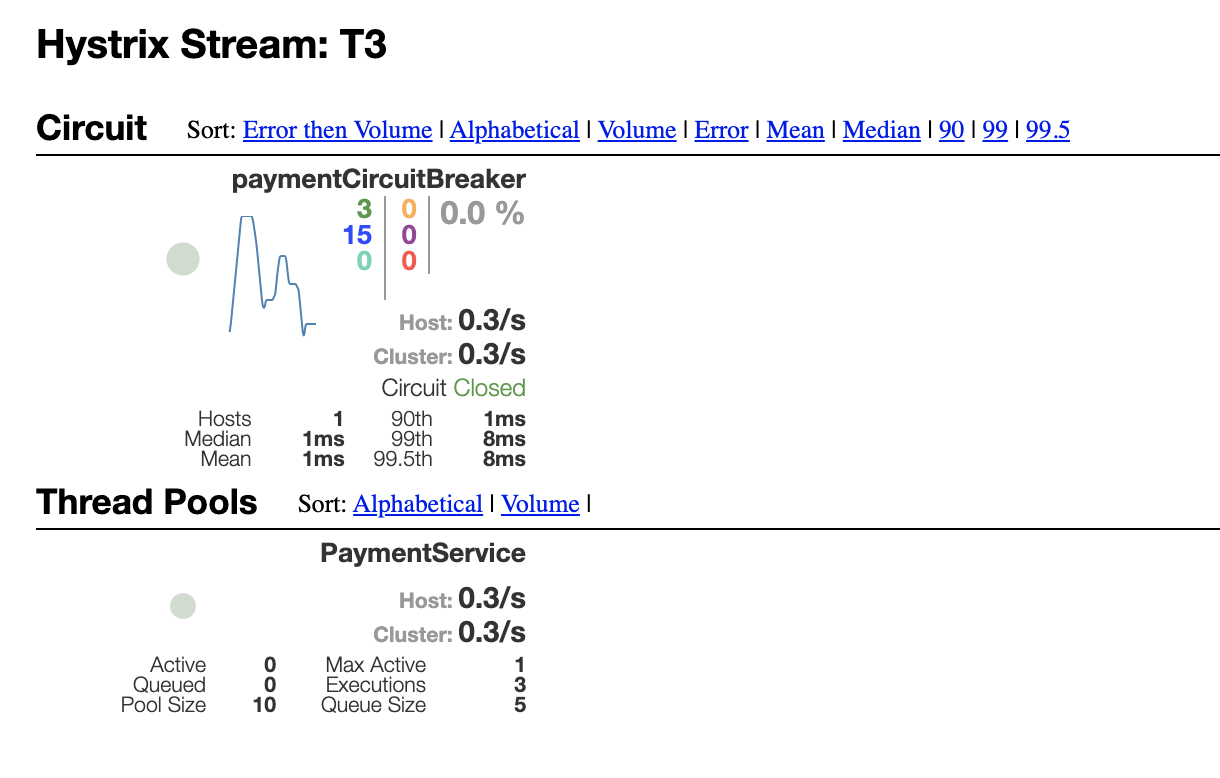 Hystrix Stream: T3
Circuit Sort: Error then Volume | Alphabetical | Volume | Error | Mean | Median | 90 | 99 | 99.5
paymentCircuitBreaker
3 0 0.0 %
15 0
0 0
Host: 0.3/s
Cluster: 0.3/s
Circuit Closed
Hosts 1 90th 1ms
Median 1ms 99th 8ms
Mean 1ms 99.5th 8ms
Thread Pools Sort: Alphabetical | Volume |
PaymentService
Host: 0.3/s
Cluster: 0.3/s
Active 0 Max Active 1
Queued 0 Executions 3
Pool Size 10 Queue Size 5